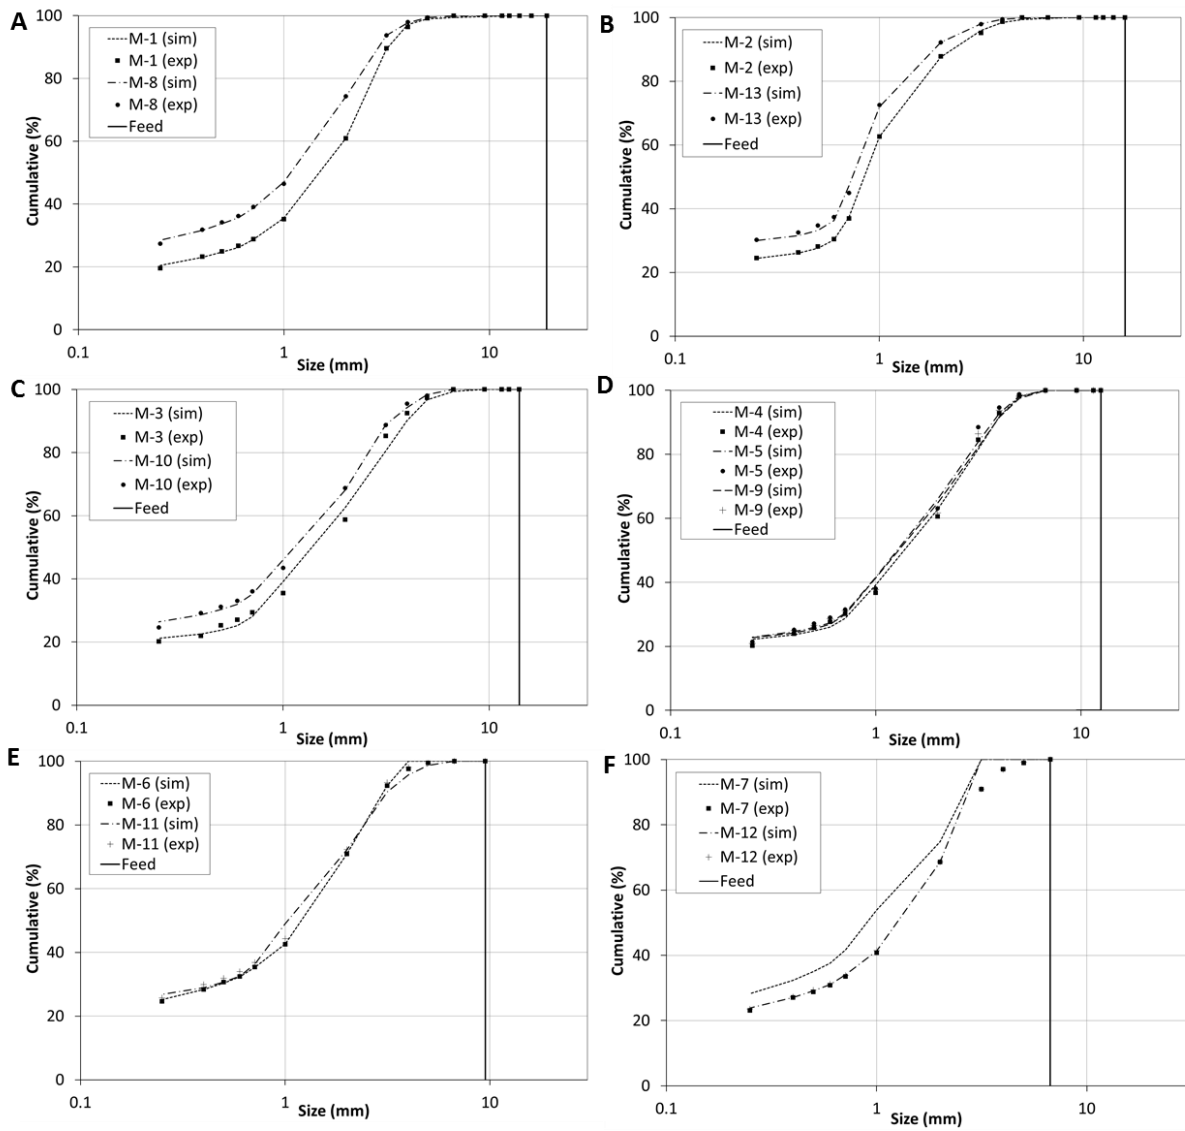 A
M-1 (sim)
M-1 (exp)
M-8 (sim)
M-8 (exp)
Feed
100
80
60
40
20
0
Cumulative (%)
0.1
1
10
Size (mm)
B
M-2 (sim)
M-2 (exp)
M-13 (sim)
M-13 (exp)
Feed
100
80
60
40
20
0
Cumulative (%)
0.1
1
10
Size (mm)
C
M-3 (sim)
M-3 (exp)
M-10 (sim)
M-10 (exp)
Feed
100
80
60
40
20
0
Cumulative (%)
0.1
1
10
Size (mm)
D
M-4 (sim)
M-4 (exp)
M-5 (sim)
M-5 (exp)
M-9 (sim)
M-9 (exp)
Feed
100
80
60
40
20
0
Cumulative (%)
0.1
1
10
Size (mm)
E
M-6 (sim)
M-6 (exp)
M-11 (sim)
M-11 (exp)
Feed
100
80
60
40
20
0
Cumulative (%)
0.1
1
10
Size (mm)
F
M-7 (sim)
M-7 (exp)
M-12 (sim)
M-12 (exp)
Feed
100
80
60
40
20
0
Cumulative (%)
0.1
1
10
Size (mm)